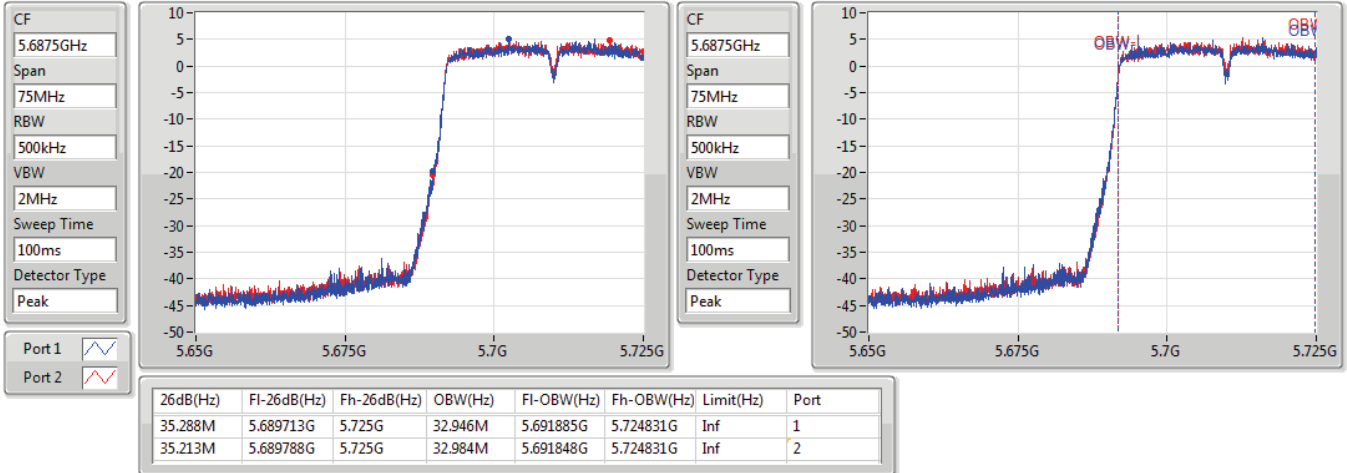 CF
5.6875GHz
Span
75MHz
RBW
500kHz
VBW
2MHz
Sweep Time
100ms
Detector Type
Peak
Port 1
Port 2
10
5
0
-5
-10
-15
-20
-25
-30
-35
-40
-45
-50
5.65G 5.675G 5.7G 5.725G
CF
5.6875GHz
Span
75MHz
RBW
500kHz
VBW
2MHz
Sweep Time
100ms
Detector Type
Peak
10
5
0
-5
-10
-15
-20
-25
-30
-35
-40
-45
-50
OBW-l
5.65G 5.675G 5.7G 5.725G
26dB(Hz) Fl-26dB(Hz) Fh-26dB(Hz) OBW(Hz) Fl-OBW(Hz) Fh-OBW(Hz) Limit(Hz) Port
35.288M 5.689713G 5.725G 32.946M 5.691885G 5.724831G Inf 1
35.213M 5.689788G 5.725G 32.984M 5.691848G 5.724831G Inf 2